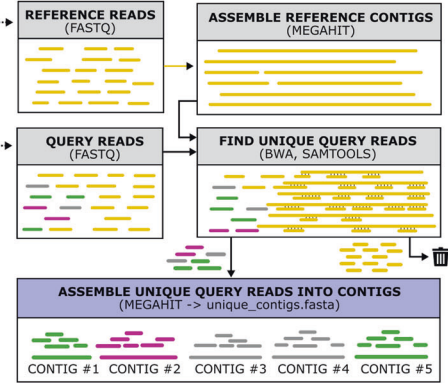 REFERENCE READS
(FASTQ)
ASSEMBLE REFERENCE CONTIGS
(MEGAHIT)
QUERY READS
(FASTQ)
FIND UNIQUE QUERY READS
(BWA, SAMTOOLS)
ASSEMBLE UNIQUE QUERY READS INTO CONTIGS
(MEGAHIT -> unique_contigs.fasta)
CONTIG #1 CONTIG #2 CONTIG #3 CONTIG #4 CONTIG #5